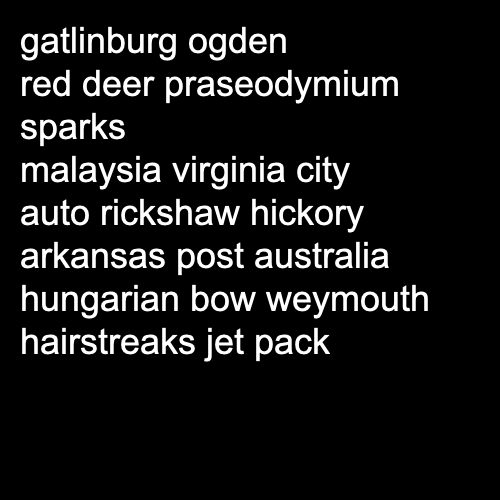 gatlinburg ogden
red deer praseodymium
sparks
malaysia virginia city
auto rickshaw hickory
arkansas post australia
hungarian bow weymouth
hairstreaks jet pack